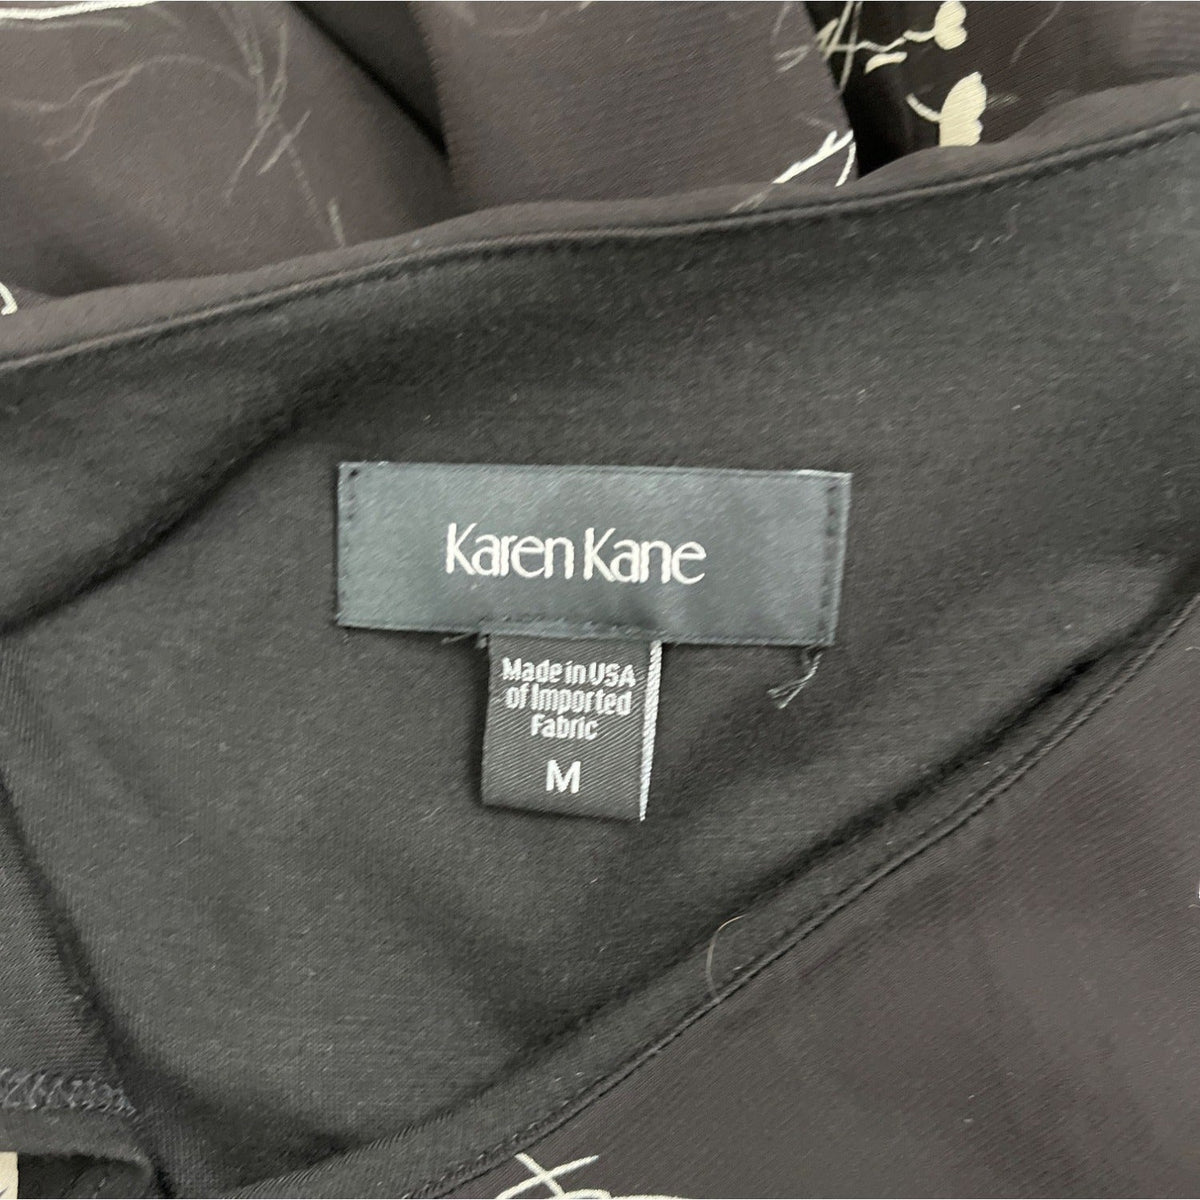 Karen Kane
Made in USA
of Imported
Fabric
M